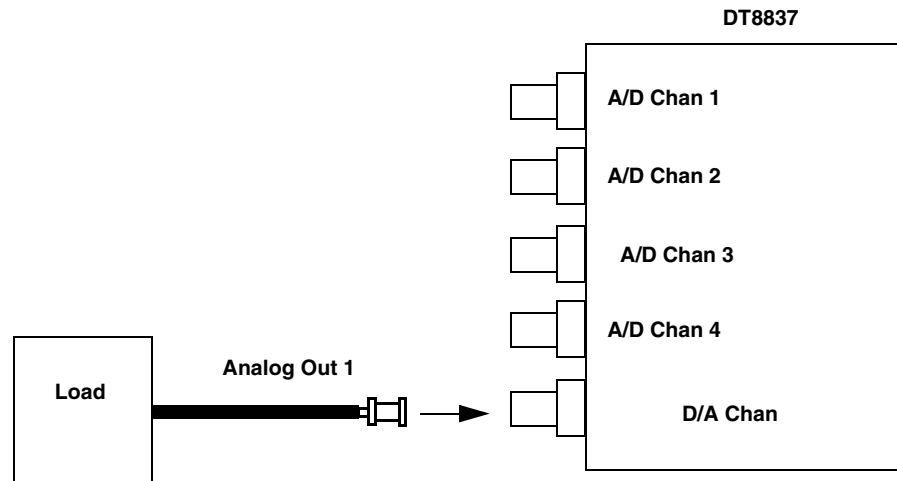 DT8837
A/D Chan 1
A/D Chan 2
A/D Chan 3
A/D Chan 4
Analog Out 1
Load
D/A Chan